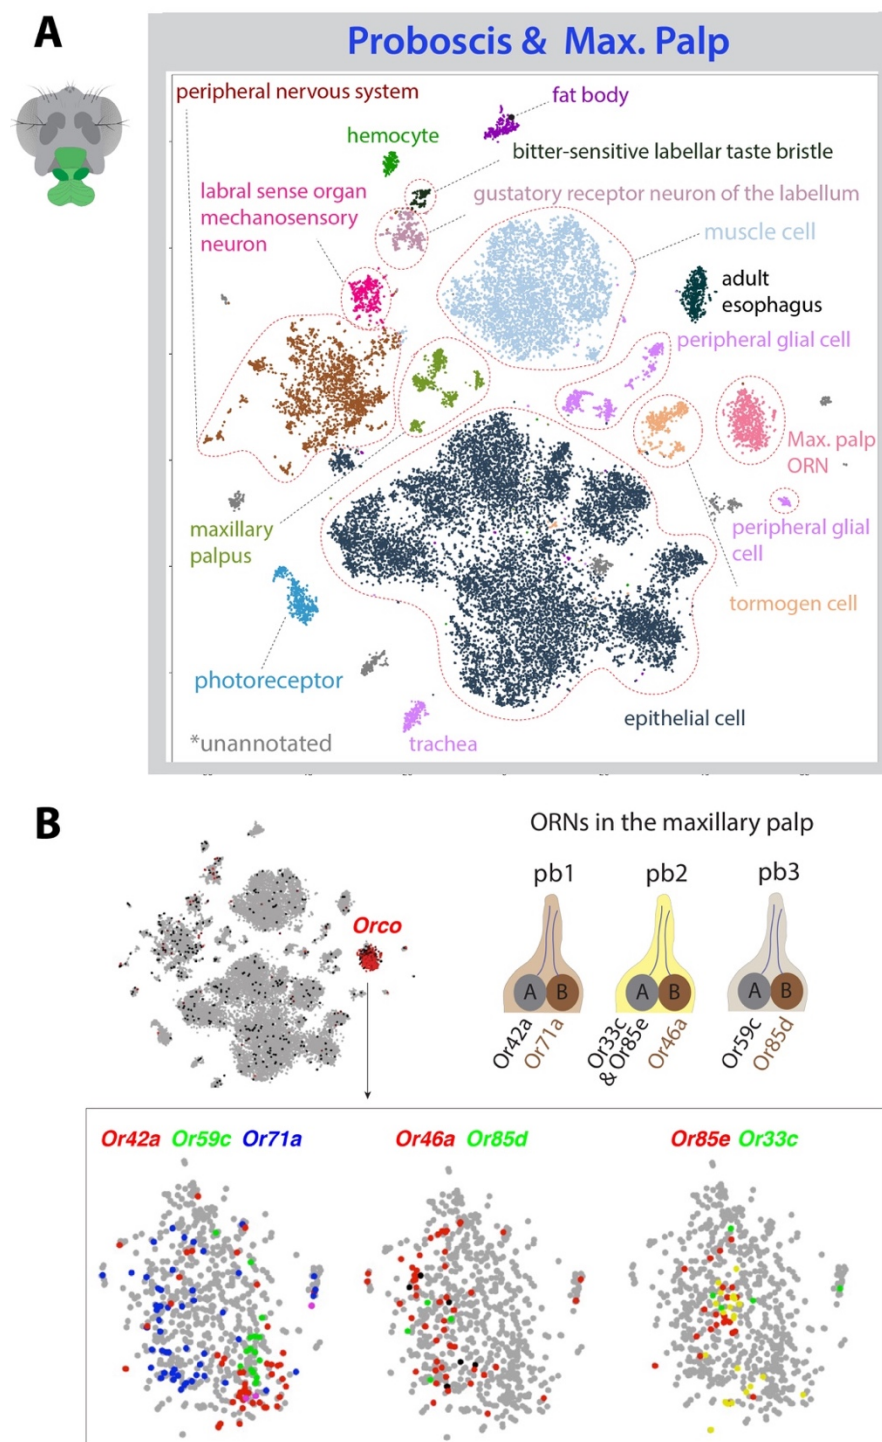 A
Proboscis & Max. Palp
peripheral nervous system
fat body
hemocyte
bitter-sensitive labellar taste bristle
labral sense organ
mechanosensory
neuron
gustatory receptor neuron of the labellum
muscle cell
adult
esophagus
peripheral glial cell
Max. palp
ORN
maxillary
palpus
peripheral glial
cell
tormogen cell
photoreceptor
epithelial cell
*unannotated
trachea
B
ORNs in the maxillary palp
pb1
pb2
pb3
Orco
A B
A B
A B
Or42a
Or71a
Or33c
& Or85e
Or46a
Or59c
Or85d
Or42a Or59c Or71a
Or46a Or85d
Or85e Or33c